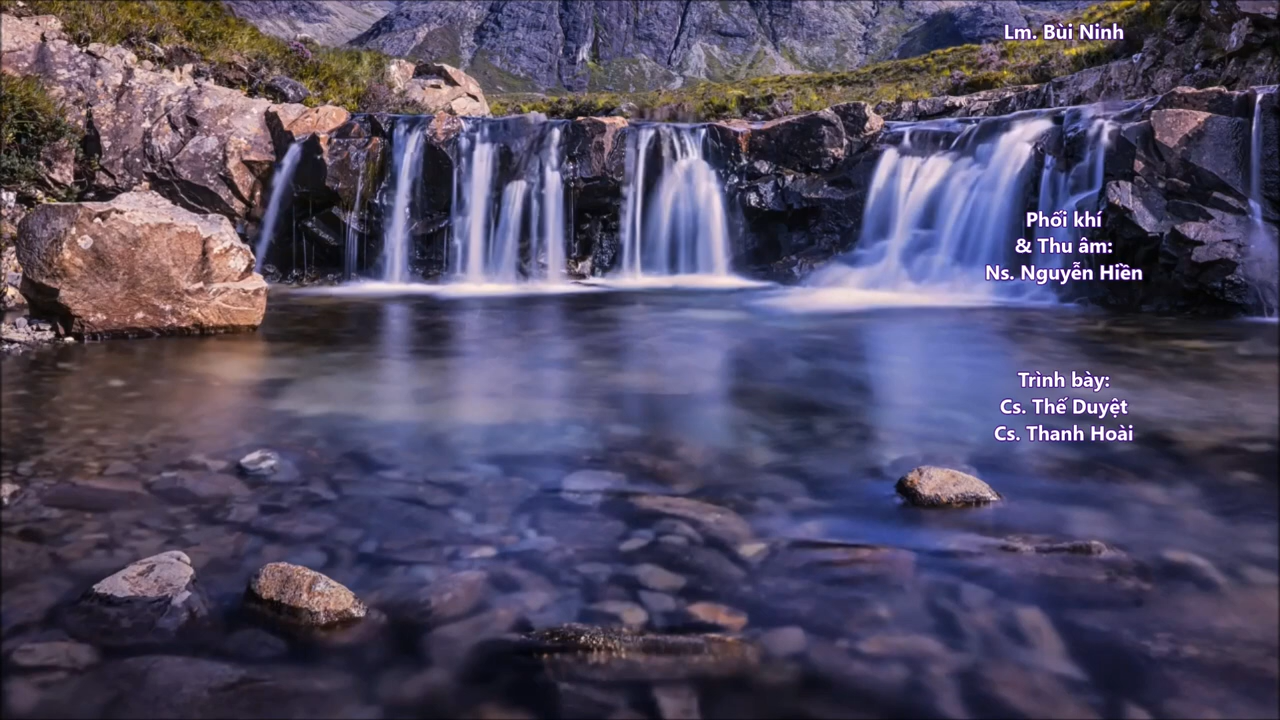 Lm. Bùi Ninh
Phối khí
& Thu âm:
Ns. Nguyễn Hiền
Trình bày:
Cs. Thế Duyệt
Cs. Thanh Hoài